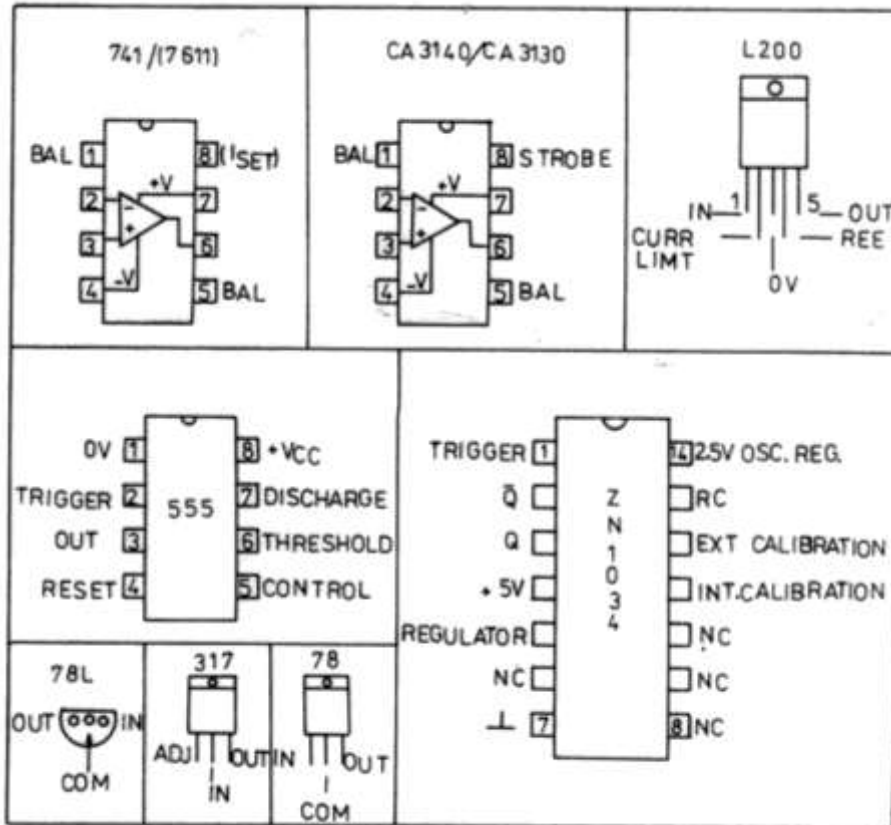 741/(7611)
BAL 1 8 (ISET)
2 - +V 7
3 + 6
4 -V 5 BAL
CA3140/CA3130
BAL 1 8 STROBE
2 - +V 7
3 + 6
4 -V 5 BAL
L200
IN 1 5 OUT
CURR LIMT REE
0V
555
0V 1 8 +VCC
TRIGGER 2 7 DISCHARGE
OUT 3 6 THRESHOLD
RESET 4 5 CONTROL
ZN1034
TRIGGER 1 14 2.5V OSC. REG.
Q̅ RC
Q EXT CALIBRATION
+5V INT.CALIBRATION
REGULATOR NC
NC NC
⊥ 7 8 NC
78L
OUT IN
COM
317
ADJ OUT
IN
78
IN OUT
COM